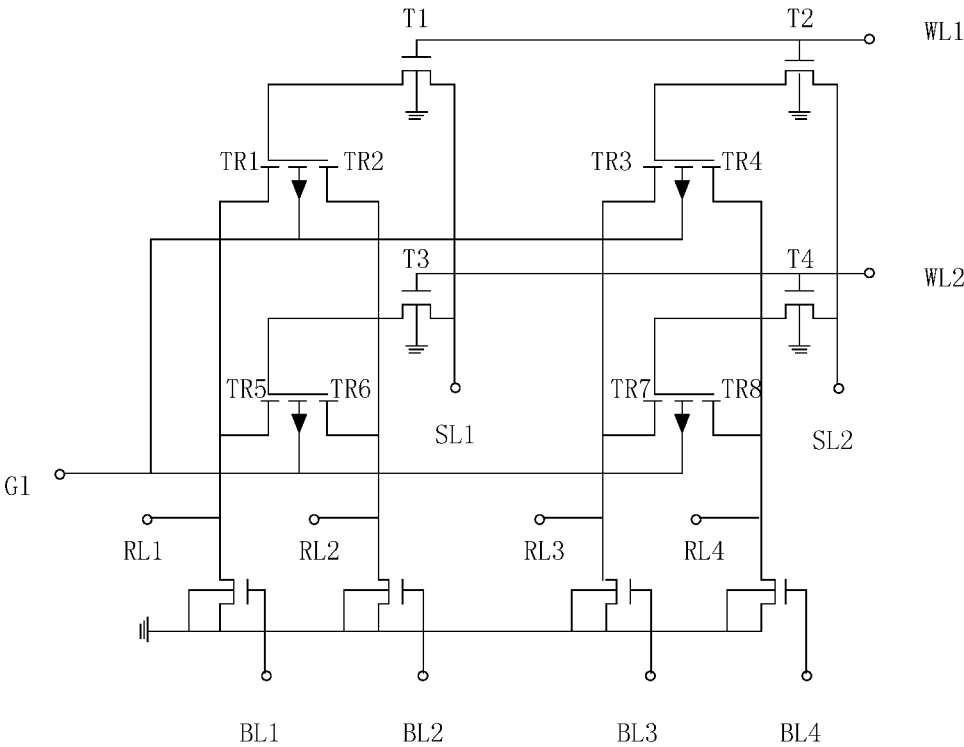 T1
T2
WL1
TR1
TR2
TR3
TR4
T3
T4
WL2
TR5
TR6
TR7
TR8
SL1
SL2
G1
RL1
RL2
RL3
RL4
BL1
BL2
BL3
BL4